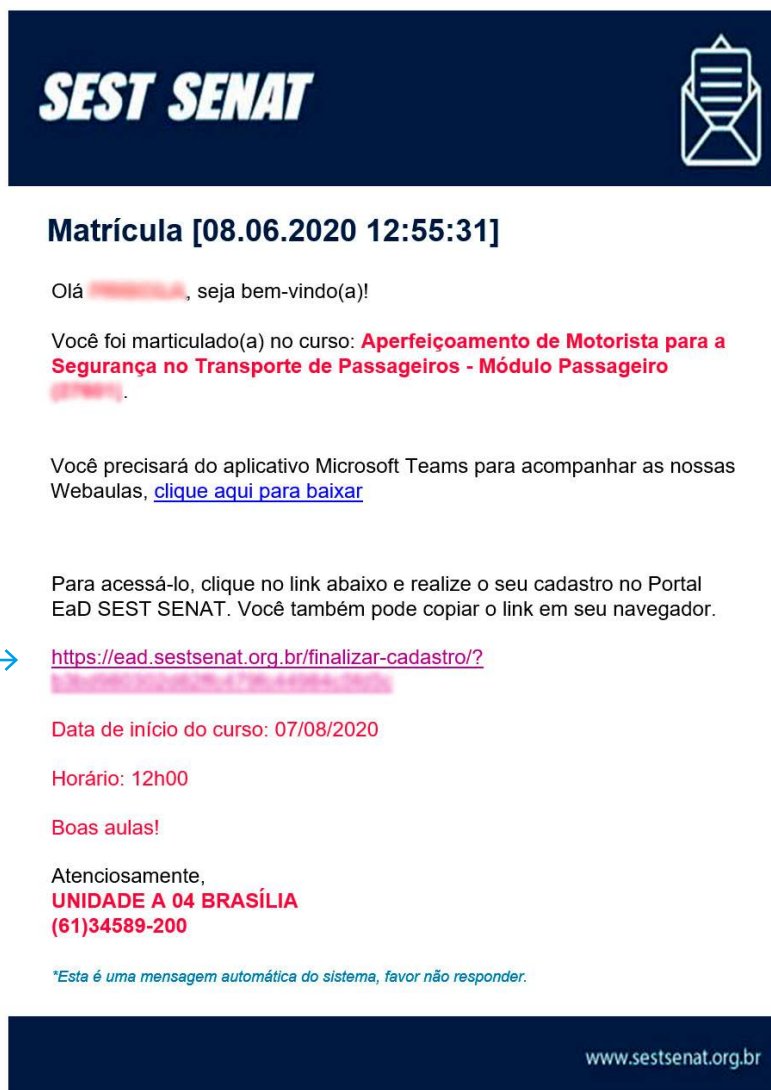 SEST SENAT
Matrícula [08.06.2020 12:55:31]
Olá , seja bem-vindo(a)!
Você foi marticulado(a) no curso: Aperfeiçoamento de Motorista para a
Segurança no Transporte de Passageiros - Módulo Passageiro
.
Você precisará do aplicativo Microsoft Teams para acompanhar as nossas
Webaulas, clique aqui para baixar
Para acessá-lo, clique no link abaixo e realize o seu cadastro no Portal
EaD SEST SENAT. Você também pode copiar o link em seu navegador.
https://ead.sestsenat.org.br/finalizar-cadastro/?
Data de início do curso: 07/08/2020
Horário: 12h00
Boas aulas!
Atenciosamente,
UNIDADE A 04 BRASÍLIA
(61)34589-200
*Esta é uma mensagem automática do sistema, favor não responder.
www.sestsenat.org.br